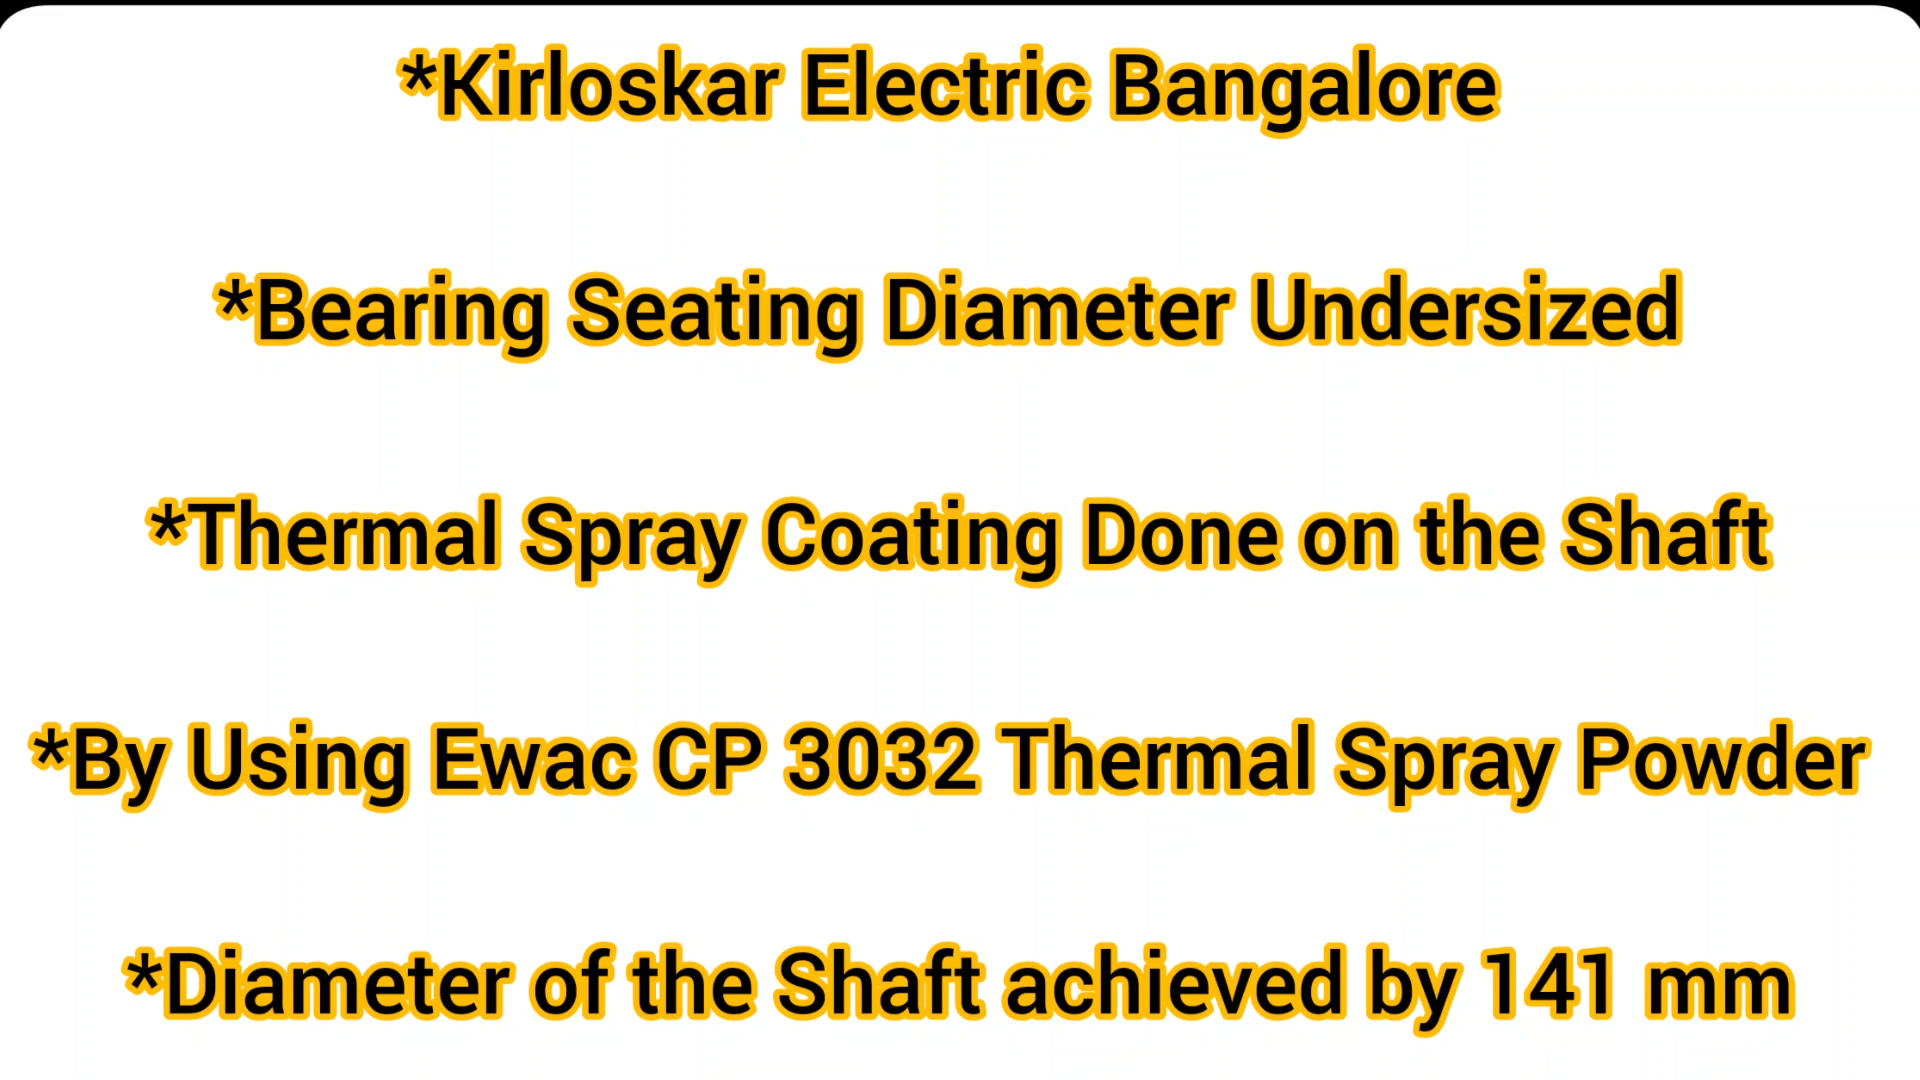 *Kirloskar Electric Bangalore
*Bearing Seating Diameter Undersized
*Thermal Spray Coating Done on the Shaft
*By Using Ewac CP 3032 Thermal Spray Powder
*Diameter of the Shaft achieved by 141 mm